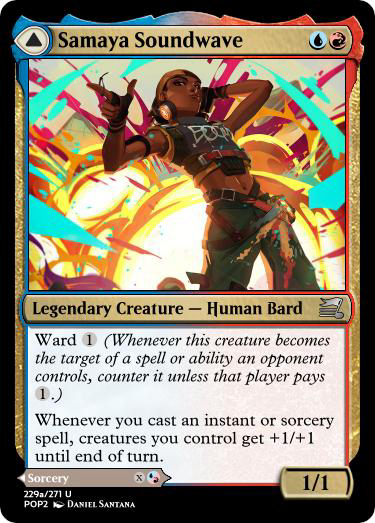 Samaya Soundwave
BOOM
Legendary Creature — Human Bard
Ward 1 (Whenever this creature becomes
the target of a spell or ability an opponent
controls, counter it unless that player pays
1.)
Whenever you cast an instant or sorcery
spell, creatures you control get +1/+1
until end of turn.
Sorcery X
1/1
229a/271 U
POP2 Daniel Santana